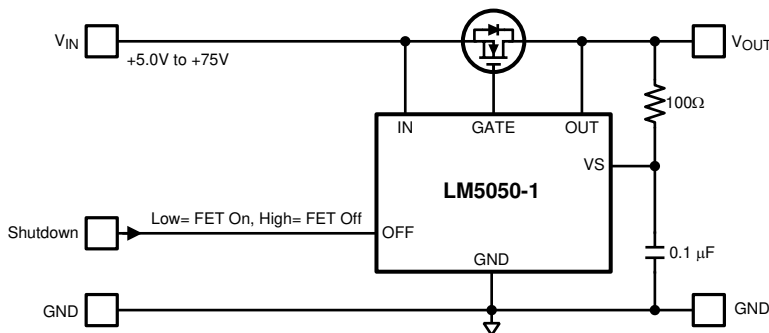 VIN
+5.0V to +75V
VOUT
100Ω
IN
GATE
OUT
VS
LM5050-1
Low= FET On, High= FET Off
Shutdown
OFF
GND
0.1 μF
GND
GND